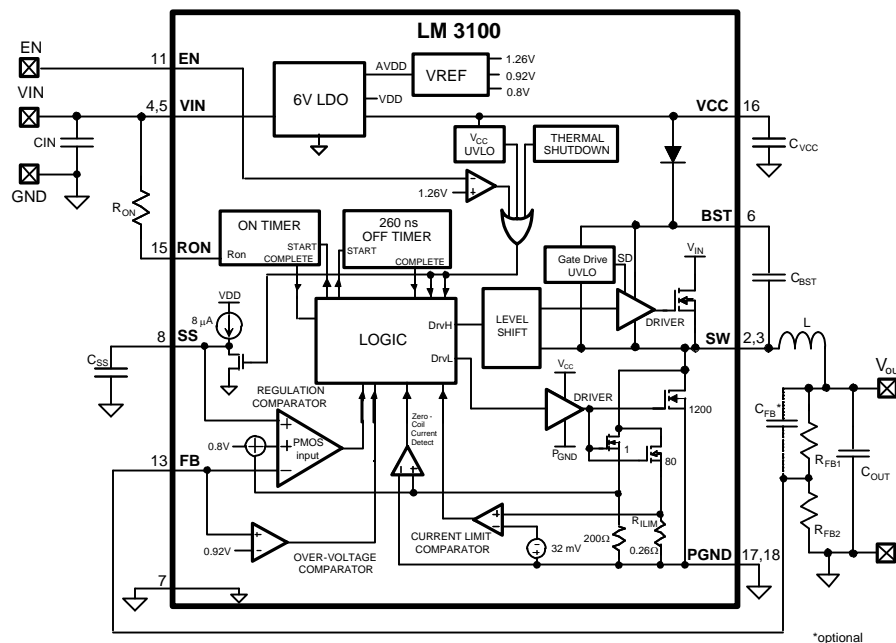 LM 3100
EN
11
EN
VIN
4,5
VIN
CIN
GND
RON
15
RON
6V LDO
AVDD
VREF
1.26V
0.92V
0.8V
VDD
VCC
16
CVCC
VCC
UVLO
THERMAL
SHUTDOWN
1.26V
BST
6
ON TIMER
Ron
START
COMPLETE
260 ns
OFF TIMER
START
COMPLETE
Gate Drive
UVLO
SD
VIN
DRIVER
CBST
VDD
8 µA
8
SS
CSS
LOGIC
DrvH
DrvL
LEVEL
SHIFT
SW
2,3
L
VOU
REGULATION
COMPARATOR
0.8V
PMOS
input
Zero -
Coil
Current
Detect
VCC
DRIVER
PGND
1200
1
80
CFB*
RFB1
COUT
RFB2
13
FB
0.92V
OVER-VOLTAGE
COMPARATOR
CURRENT LIMIT
COMPARATOR
32 mV
200Ω
RILIM
0.26Ω
PGND
17,18
7
*optional